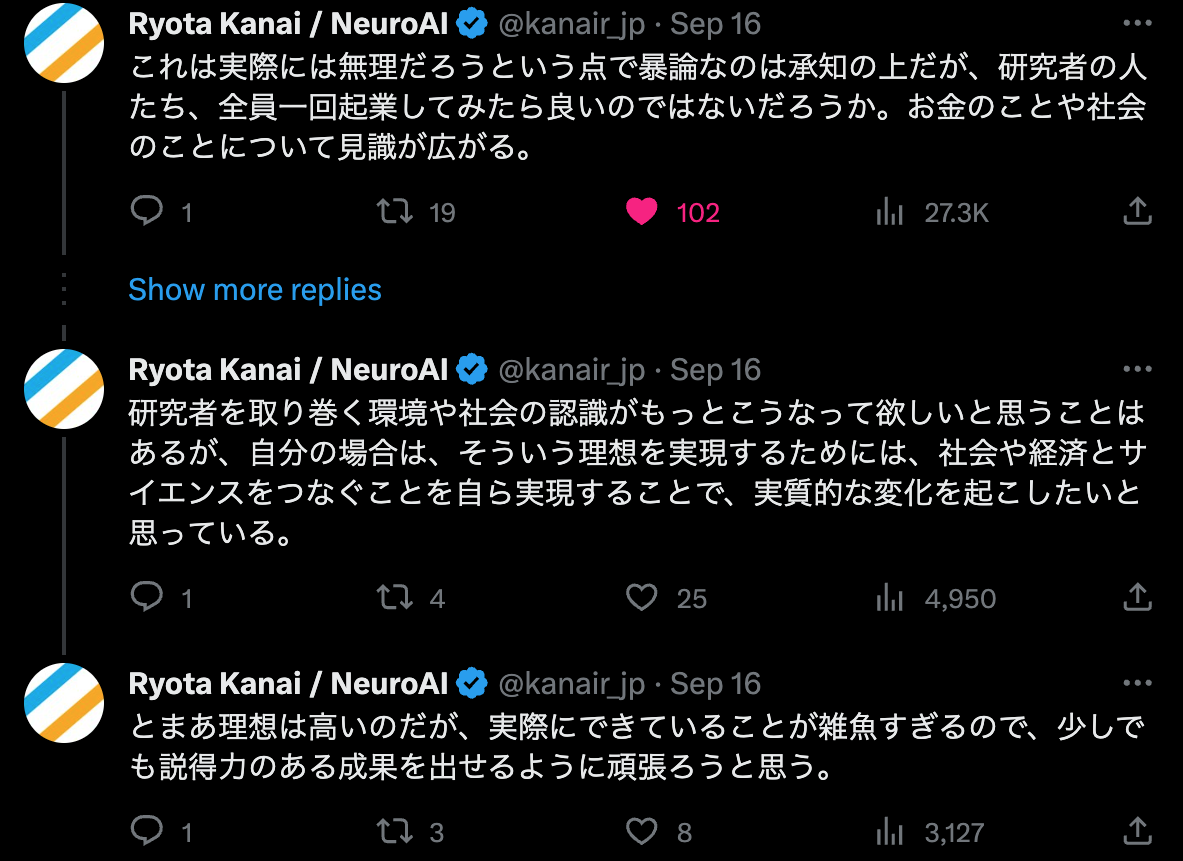 Ryota Kanai / NeuroAI @kanair_jp · Sep 16
これは実際には無理だろうという点で暴論なのは承知の上だが、研究者の人
たち、全員一回起業してみたら良いのではないだろうか。お金のことや社会
のことについて見識が広がる。
1 19 102 27.3K
Show more replies
Ryota Kanai / NeuroAI @kanair_jp · Sep 16
研究者を取り巻く環境や社会の認識がもっとこうなって欲しいと思うことは
あるが、自分の場合は、そういう理想を実現するためには、社会や経済とサ
イエンスをつなぐことを自ら実現することで、実質的な変化を起こしたいと
思っている。
1 4 25 4,950
Ryota Kanai / NeuroAI @kanair_jp · Sep 16
とまあ理想は高いのだが、実際にできていることが雑魚すぎるので、少しで
も説得力のある成果を出せるように頑張ろうと思う。
1 3 8 3,127